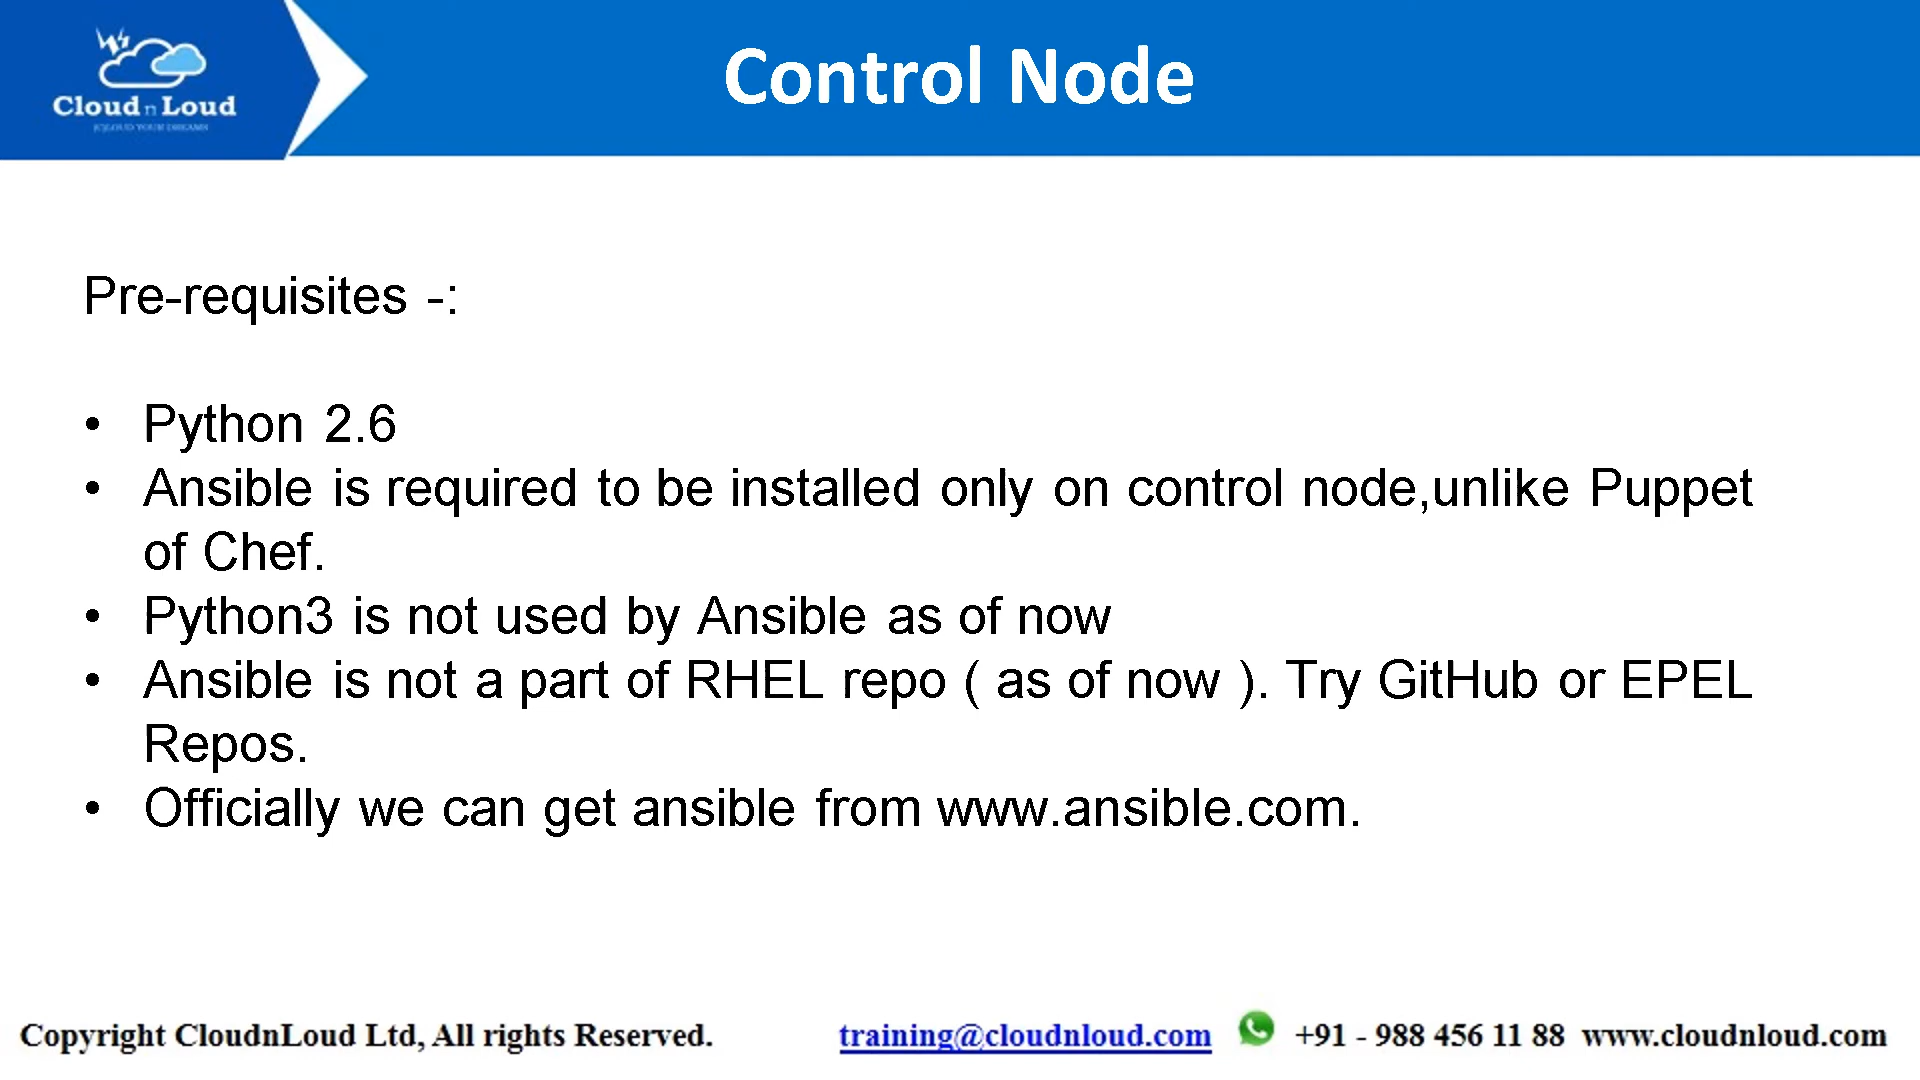 Control Node
Cloud n Loud
Pre-requisites -:
• Python 2.6
• Ansible is required to be installed only on control node,unlike Puppet
of Chef.
• Python3 is not used by Ansible as of now
• Ansible is not a part of RHEL repo ( as of now ). Try GitHub or EPEL
Repos.
• Officially we can get ansible from www.ansible.com.
Copyright CloudnLoud Ltd, All rights Reserved. training@cloudnloud.com +91 - 988 456 11 88 www.cloudnloud.com